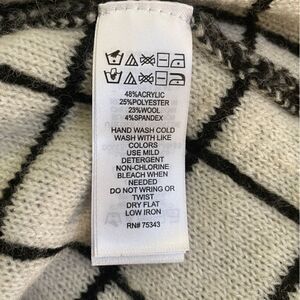 48%ACRYLIC
25%POLYESTER
23%WOOL
4%SPANDEX
HAND WASH COLD
WASH WITH LIKE
COLORS
USE MILD
DETERGENT
NON-CHLORINE
BLEACH WHEN
NEEDED
DO NOT WRING OR
TWIST
DRY FLAT
LOW IRON
RN# 75343